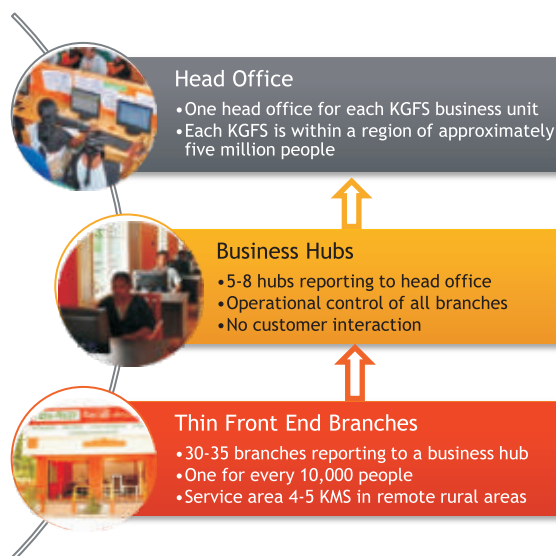 Head Office
•One head office for each KGFS business unit
•Each KGFS is within a region of approximately
five million people
Business Hubs
•5-8 hubs reporting to head office
•Operational control of all branches
•No customer interaction
Thin Front End Branches
•30-35 branches reporting to a business hub
•One for every 10,000 people
•Service area 4-5 KMS in remote rural areas